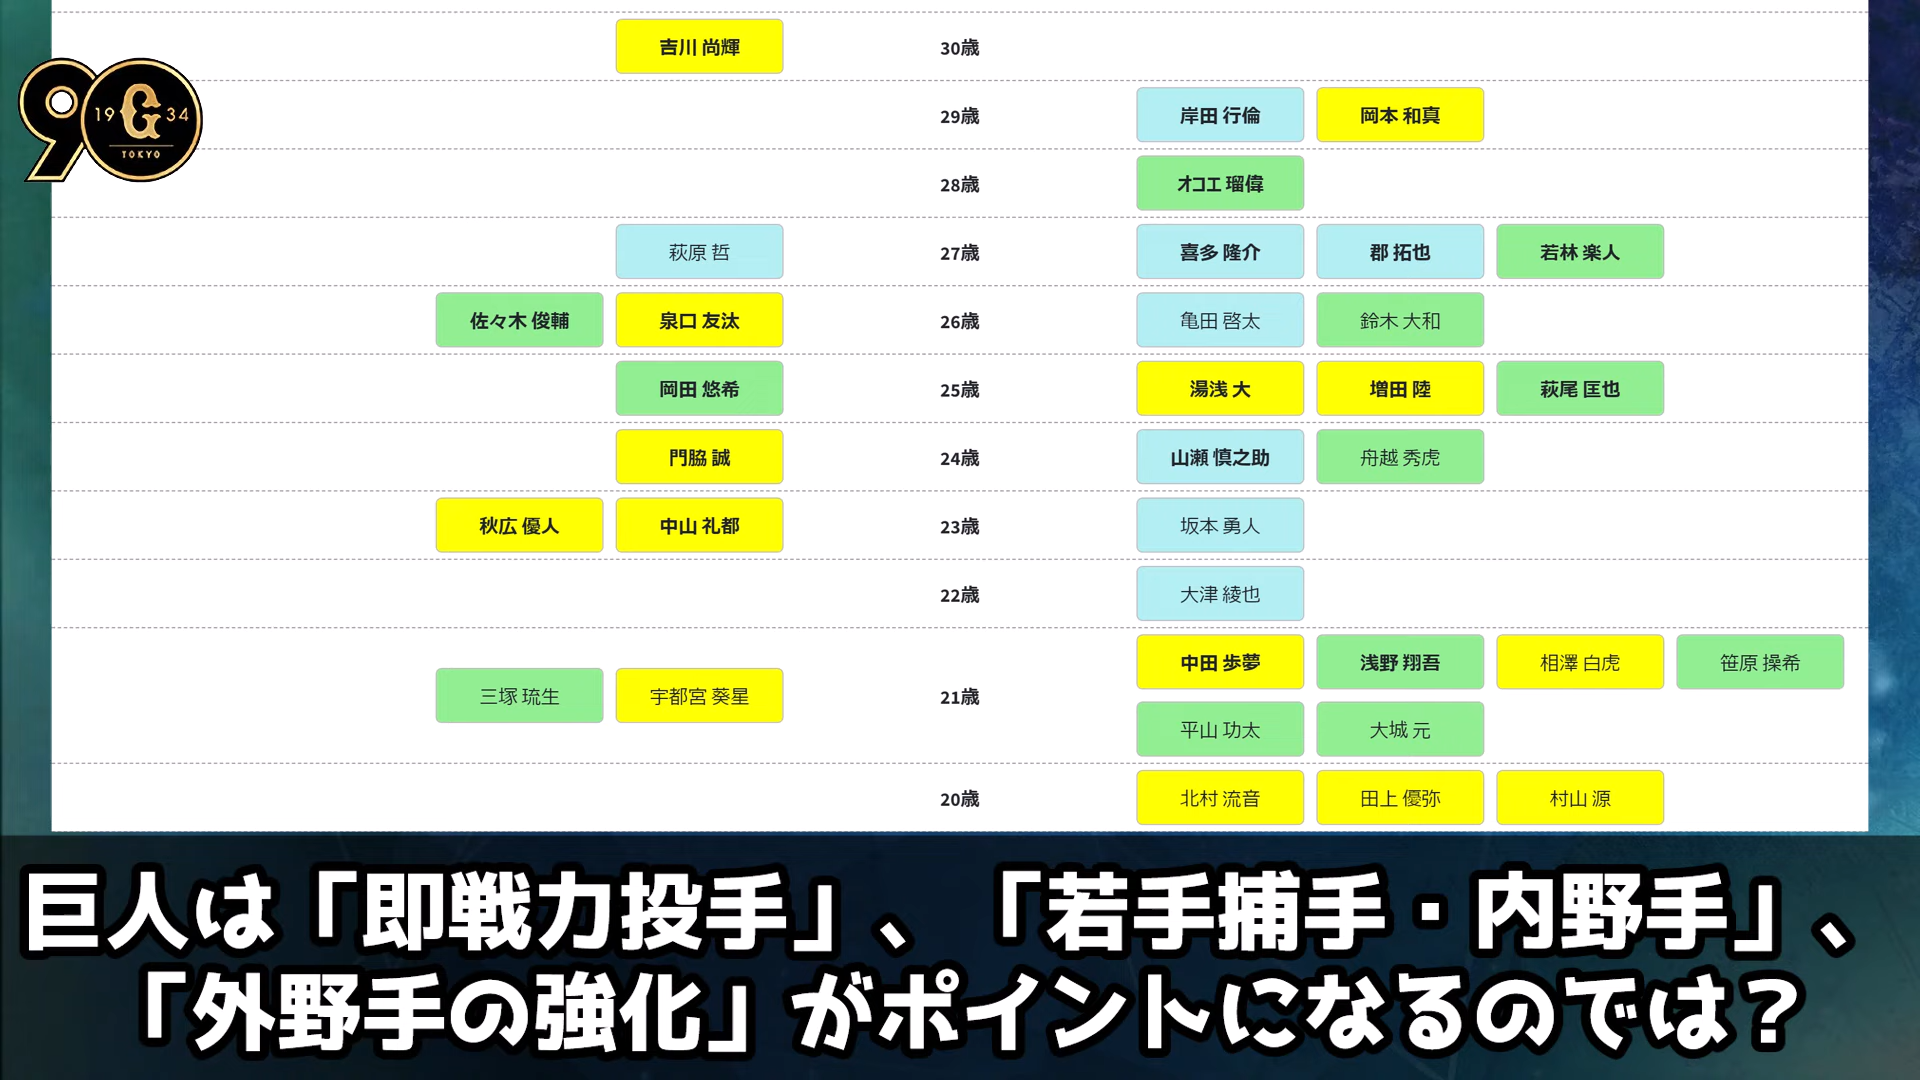 吉川 尚輝 30歳
90 1934 G TOKYO
29歳 岸田 行倫 岡本 和真
28歳 オコエ 瑠偉
萩原 哲 27歳 喜多 隆介 郡 拓也 若林 楽人
佐々木 俊輔 泉口 友汰 26歳 亀田 啓太 鈴木 大和
岡田 悠希 25歳 湯浅 大 増田 陸 萩尾 匡也
門脇 誠 24歳 山瀬 慎之助 舟越 秀虎
秋広 優人 中山 礼都 23歳 坂本 勇人
22歳 大津 綾也
三塚 琉生 宇都宮 葵星 21歳 中田 歩夢 浅野 翔吾 相澤 白虎 笹原 操希
平山 功太 大城 元
20歳 北村 流音 田上 優弥 村山 源
巨人は「即戦力投手」、「若手捕手・内野手」、
「外野手の強化」がポイントになるのでは？